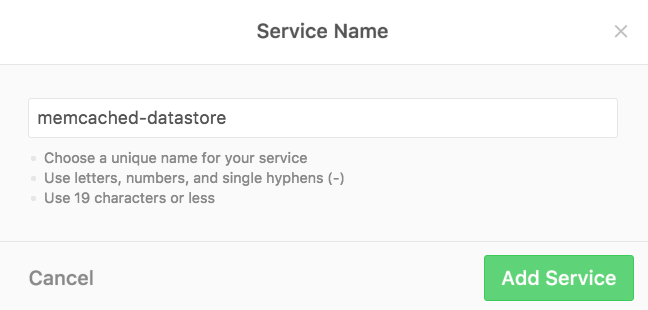 Service Name
memcached-datastore
Choose a unique name for your service
Use letters, numbers, and single hyphens (-)
Use 19 characters or less
Cancel
Add Service